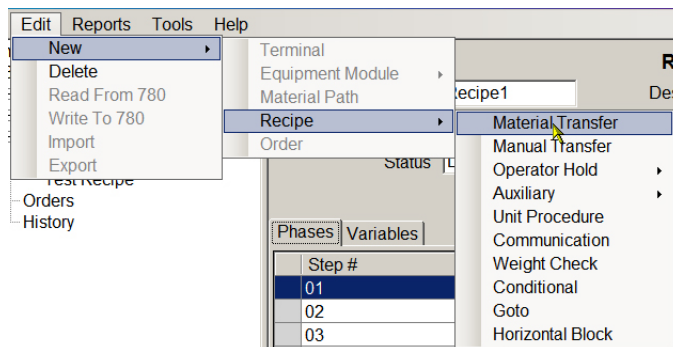 Edit Reports Tools Help
New
Terminal
Delete
Equipment Module
Read From 780
Material Path
Recipe1
Write To 780
Recipe
Material Transfer
Import
Order
Manual Transfer
Export
Status
Operator Hold
Test Recipe
Auxiliary
Orders
Unit Procedure
History
Phases Variables
Communication
Step #
Weight Check
01
Conditional
02
Goto
03
Horizontal Block